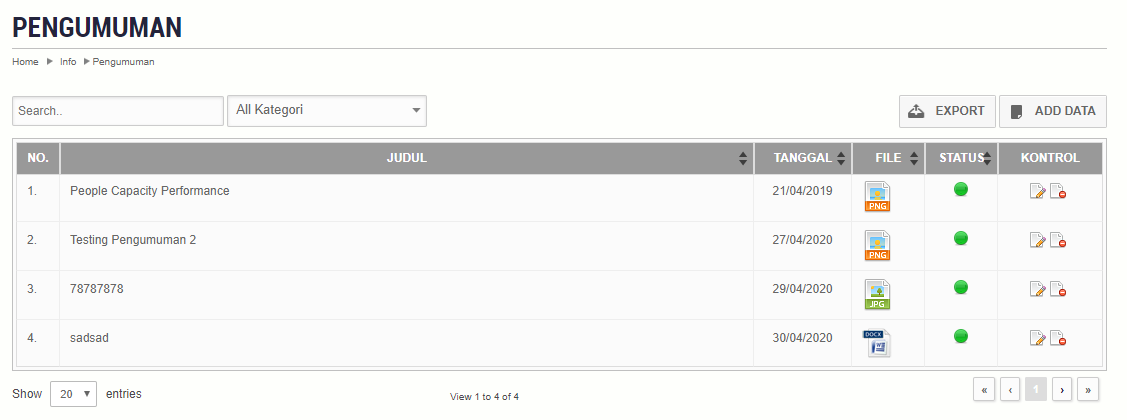 PENGUMUMAN
Home Info Pengumuman
Search.. All Kategori EXPORT ADD DATA
NO. JUDUL TANGGAL FILE STATUS KONTROL
1. People Capacity Performance 21/04/2019 PNG
2. Testing Pengumuman 2 27/04/2020 PNG
3. 78787878 29/04/2020 JPG
4. sadsad 30/04/2020 DOCX W
Show 20 entries View 1 to 4 of 4 « ‹ 1 › »